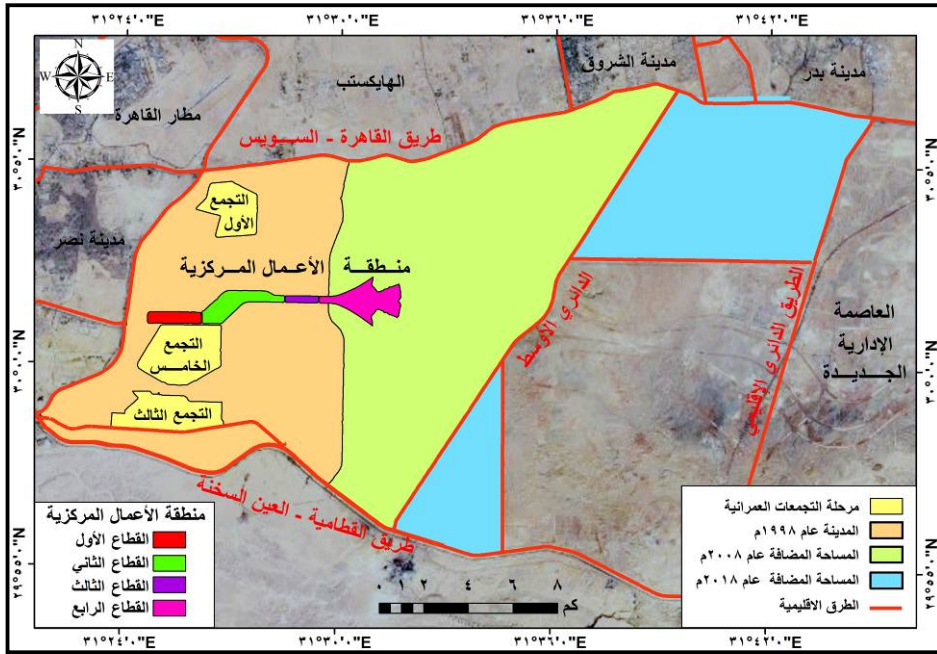 ٣١°٢٤'٠"E
٣١°٣٠'٠"E
٣١°٣٦'٠"E
٣١°٤٢'٠"E
N
W
E
S
مطار القاهرة
الهايكستب
مدينة الشروق
مدينة بدر
طريق القاهرة - السويس
٣٠°٥'٠"N
٣٠°٥'٠"N
التجمع
الأول
مدينة نصر
منطقة الأعمال المركزية
الدائري الأوسط
الطريق الدائري الإقليمي
العاصمة
الإدارية
الجديدة
٣٠°٠'٠"N
٣٠°٠'٠"N
التجمع
الخامس
التجمع الثالث
طريق القطامية - العين السخنة
منطقة الأعمال المركزية
القطاع الأول
القطاع الثاني
القطاع الثالث
القطاع الرابع
٢٩°٥٥'٠"N
٠ ١ ٢ ٤ ٦ ٨
كم
مرحلة التجمعات العمرانية
المدينة عام ١٩٩٨م
المساحة المضافة عام ٢٠٠٨م
المساحة المضافة عام ٢٠١٨م
الطرق الاقليمية
٢٩°٥٥'٠"N
٣١°٢٤'٠"E
٣١°٣٠'٠"E
٣١°٣٦'٠"E
٣١°٤٢'٠"E